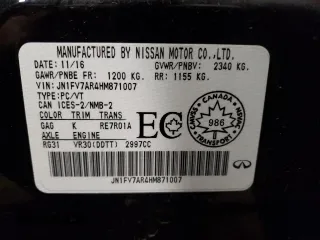 MANUFACTURED BY NISSAN MOTOR CO.,LTD.
DATE: 11/16 GVWR/PNBV: 2340 KG.
GAWR/PNBE FR: 1200 KG. RR: 1155 KG.
VIN: JN1FV7AR4HM871007
TYPE: PC/VT
CAN ICES-2/NMB-2
COLOR TRIM TRANS
GAG K RE7R01A
AXLE ENGINE
RG31 VR30(DDTT) 2997CC
EC
CANADA
986
CMVSS
NSVAC
JN1FV7AR4HM871007